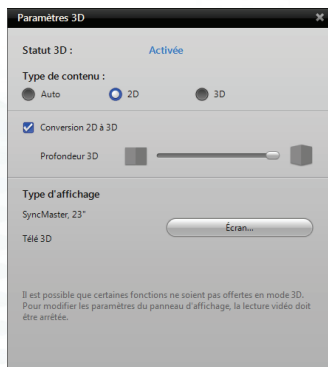 Paramètres 3D
Statut 3D : Activée
Type de contenu :
Auto 2D 3D
Conversion 2D à 3D
Profondeur 3D
Type d'affichage
SyncMaster, 23"
Écran...
Télé 3D
Il est possible que certaines fonctions ne soient pas offertes en mode 3D.
Pour modifier les paramètres du panneau d'affichage, la lecture vidéo doit
être arrêtée.